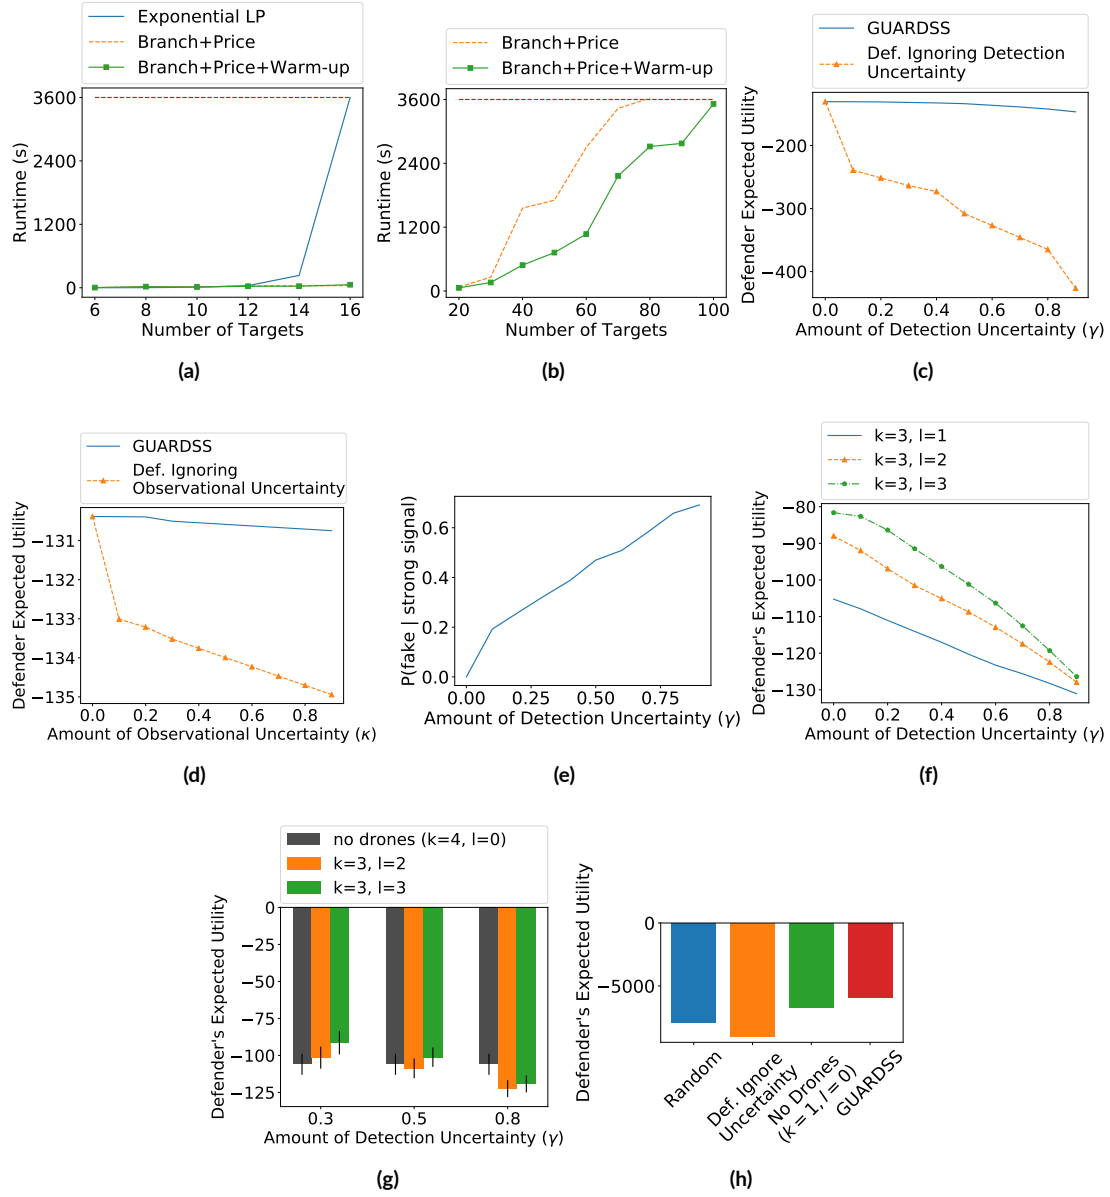 Exponential LP
Branch+Price
Branch+Price+Warm-up
3600
2400
1200
0
Runtime (s)
6 8 10 12 14 16
Number of Targets
(a)
Branch+Price
Branch+Price+Warm-up
3600
2400
1200
0
Runtime (s)
20 40 60 80 100
Number of Targets
(b)
GUARDSS
Def. Ignoring Detection
Uncertainty
−200
−300
−400
Defender Expected Utility
0.0 0.2 0.4 0.6 0.8
Amount of Detection Uncertainty (γ)
(c)
GUARDSS
Def. Ignoring
Observational Uncertainty
−131
−132
−133
−134
−135
Defender Expected Utility
0.0 0.2 0.4 0.6 0.8
Amount of Observational Uncertainty (κ)
(d)
0.6
0.4
0.2
0.0
P(fake | strong signal)
0.00 0.25 0.50 0.75
Amount of Detection Uncertainty (γ)
(e)
k=3, l=1
k=3, l=2
k=3, l=3
−80
−90
−100
−110
−120
−130
Defender's Expected Utility
0.0 0.2 0.4 0.6 0.8
Amount of Detection Uncertainty (γ)
(f)
no drones (k=4, l=0)
k=3, l=2
k=3, l=3
0
−25
−50
−75
−100
−125
Defender's Expected Utility
0.3 0.5 0.8
Amount of Detection Uncertainty (γ)
(g)
0
−5000
Defender's Expected Utility
Random
Def. Ignore
Uncertainty
No Drones
(k = 1, l = 0)
GUARDSS
(h)